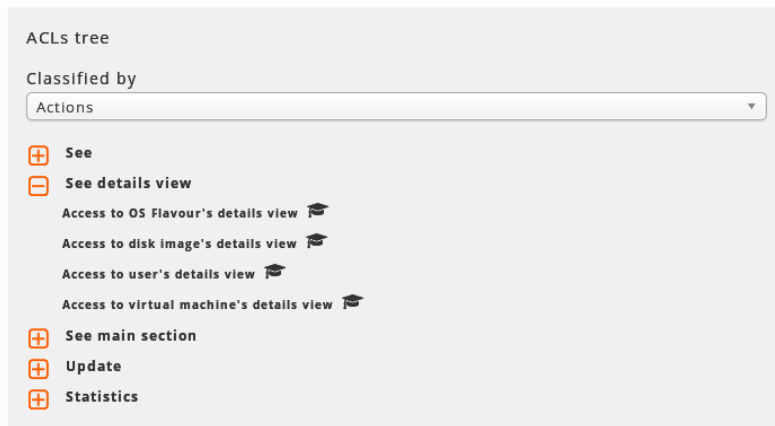 ACLs tree
Classified by
Actions
See
See details view
Access to OS Flavour's details view
Access to disk image's details view
Access to user's details view
Access to virtual machine's details view
See main section
Update
Statistics